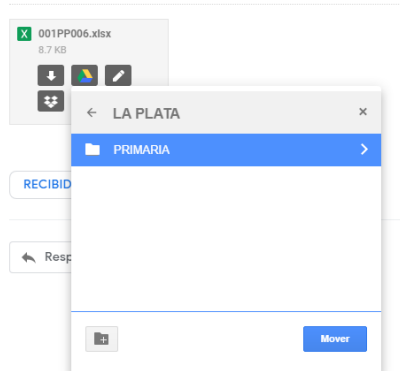 001PP006.xlsx
8.7 KB
LA PLATA
PRIMARIA
RECIBID
Resp
Mover